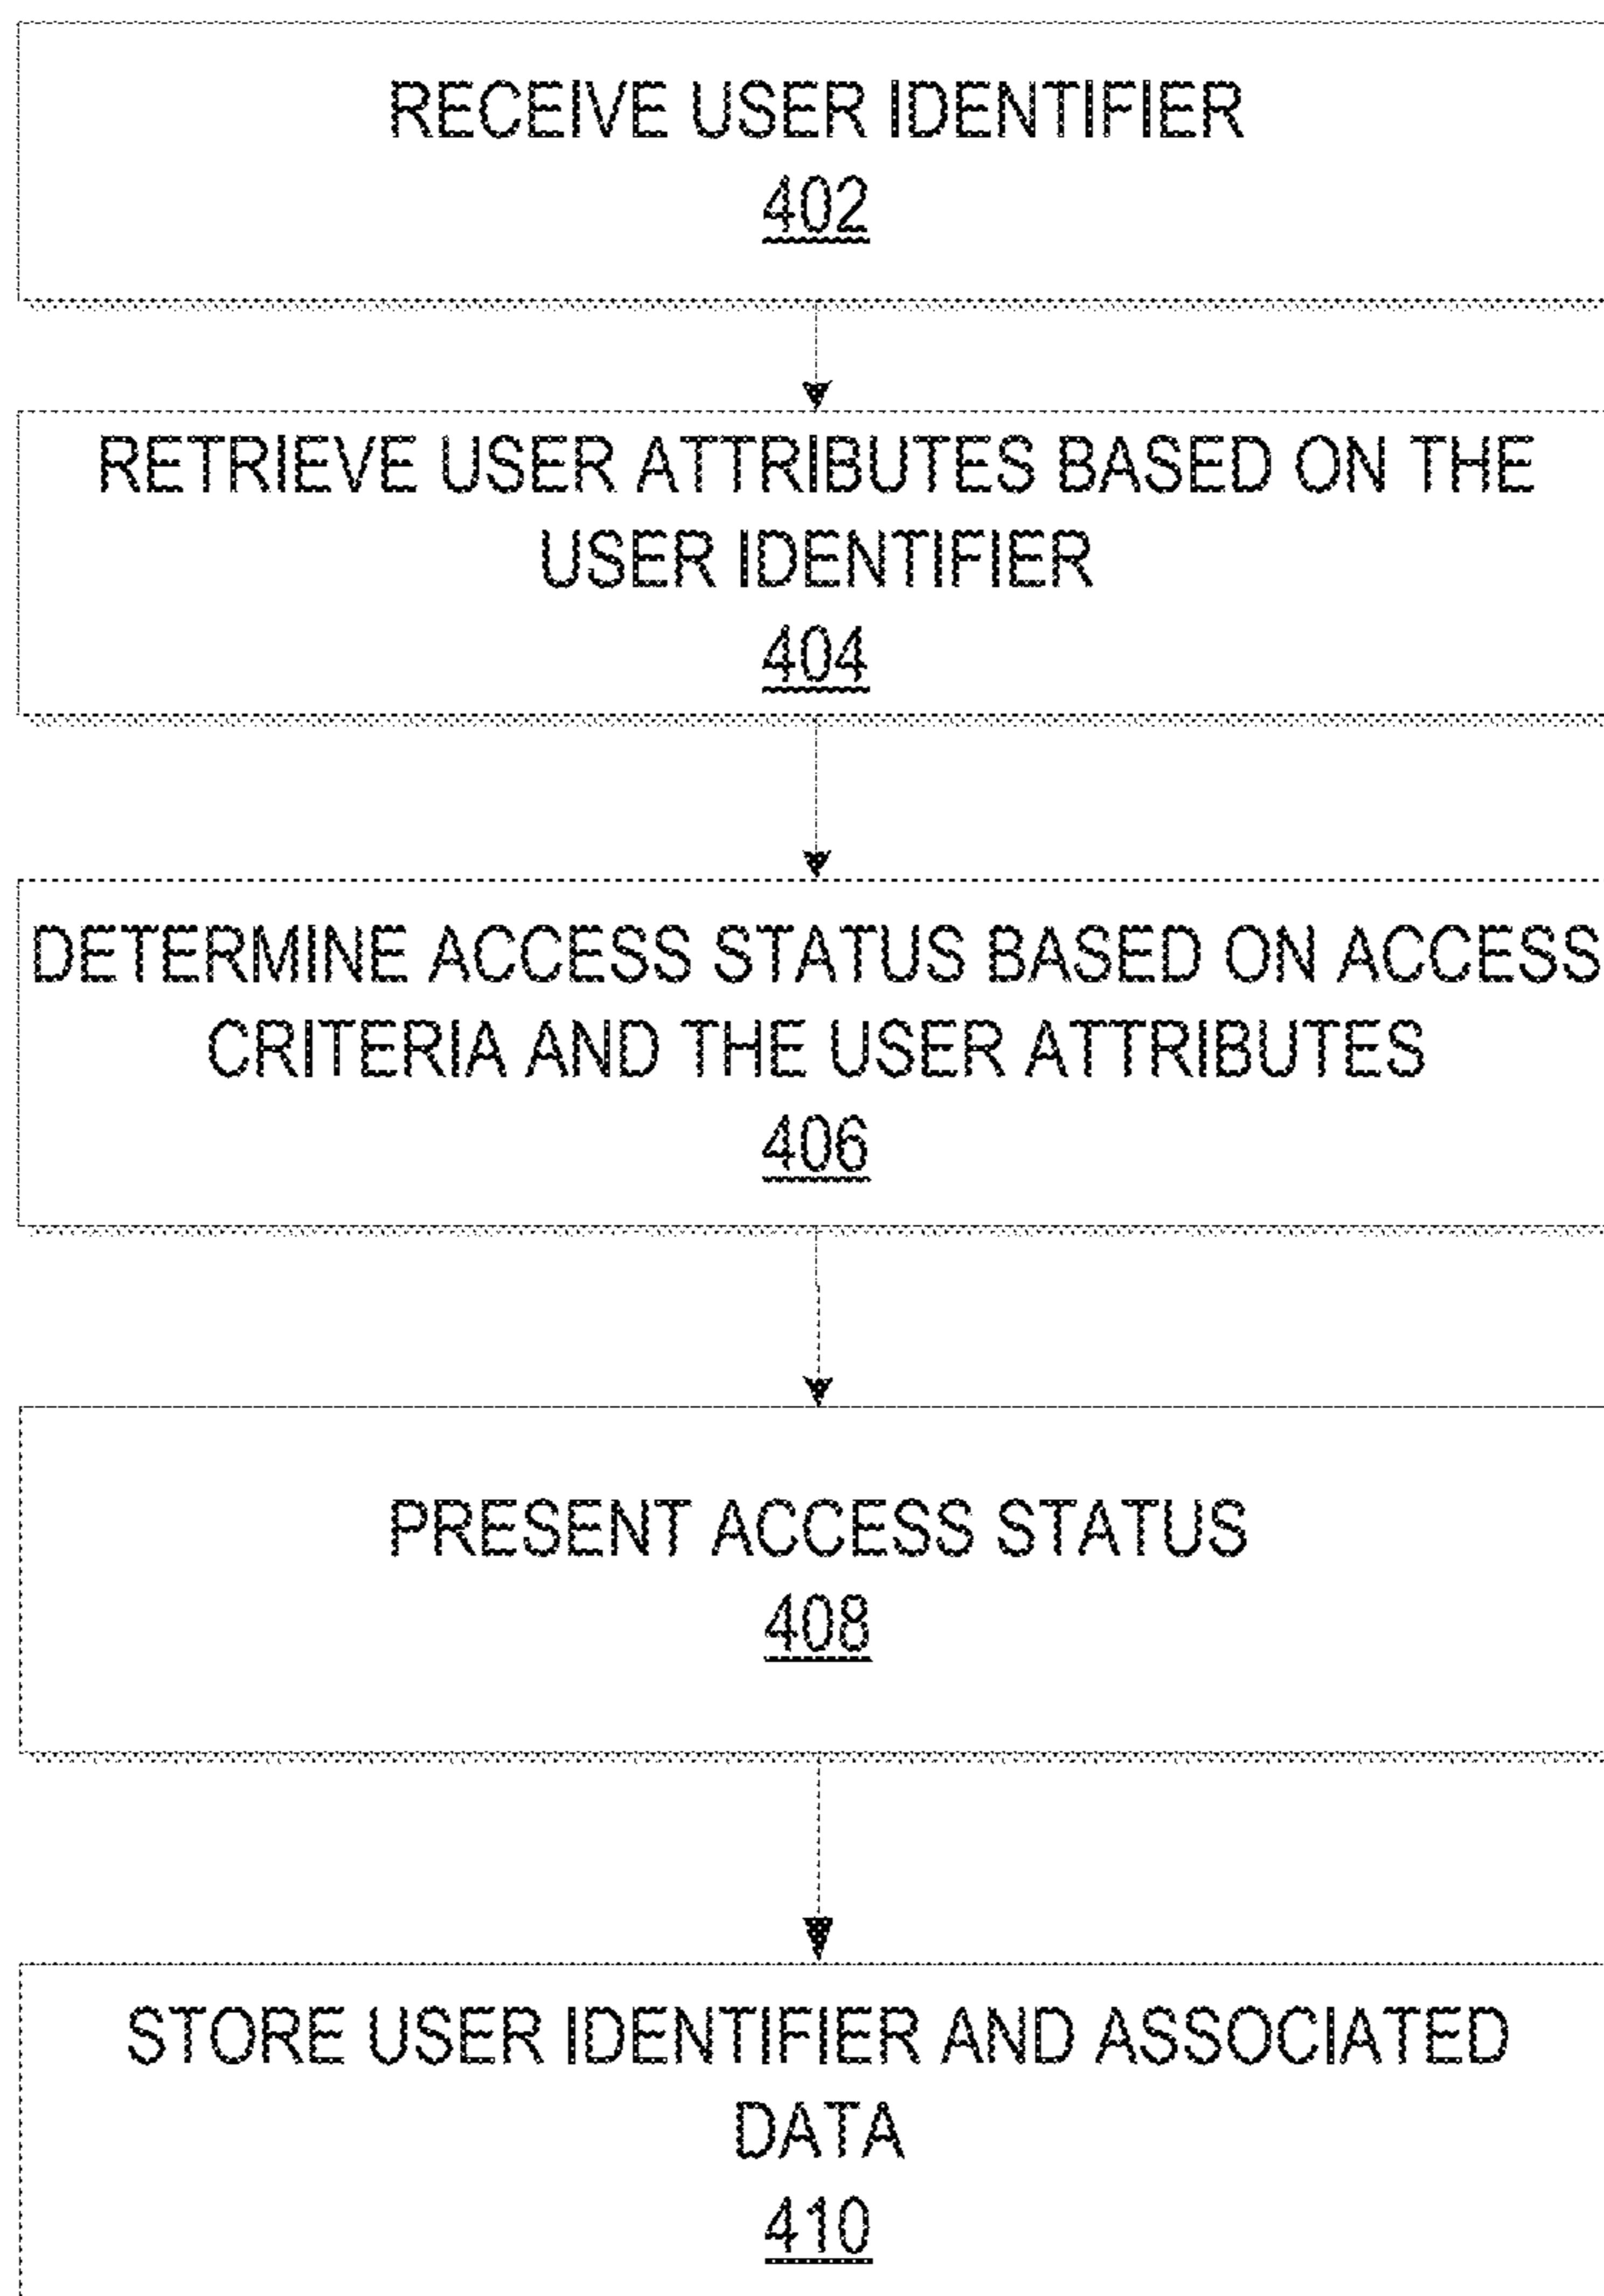 RECEIVE USER IDENTIFIER
402
RETRIEVE USER ATTRIBUTES BASED ON THE
USER IDENTIFIER
404
DETERMINE ACCESS STATUS BASED ON ACCESS
CRITERIA AND THE USER ATTRIBUTES
406
PRESENT ACCESS STATUS
408
STORE USER IDENTIFIER AND ASSOCIATED
DATA
410